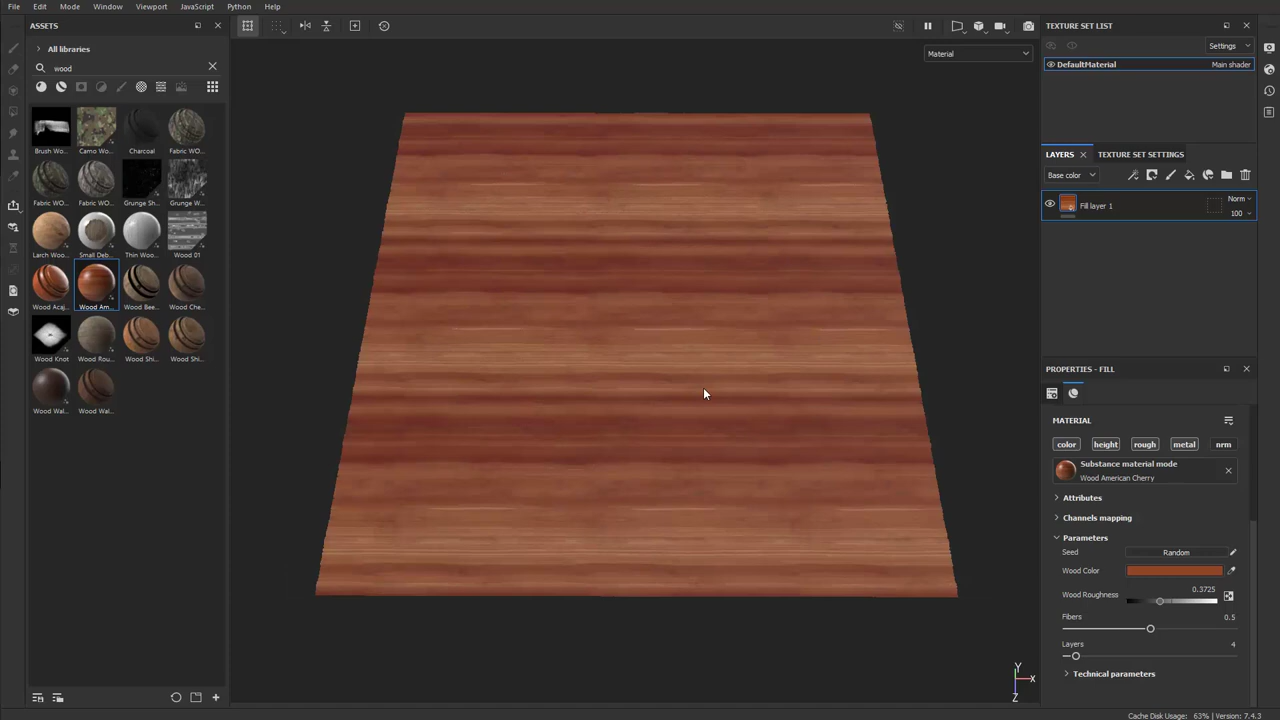 File Edit Mode Window Viewport JavaScript Python Help
ASSETS
All libraries
wood
Brush Wo... Camo Wo... Charcoal Fabric WO...
Fabric WO... Fabric WO... Grunge Sh... Grunge W...
Larch Woo... Small Deb... Thin Woo... Wood 01
Wood Acaj... Wood Am... Wood Bee... Wood Che...
Wood Knot Wood Rou... Wood Shi... Wood Shi...
Wood Wal... Wood Wal...
Material
Y
X
Z
TEXTURE SET LIST
Settings
DefaultMaterial Main shader
LAYERS TEXTURE SET SETTINGS
Base color
Fill layer 1 Norm
100
PROPERTIES - FILL
MATERIAL
color height rough metal nrm
Substance material mode
Wood American Cherry
Attributes
Channels mapping
Parameters
Seed Random
Wood Color
Wood Roughness 0.3725
Fibers 0.5
Layers 4
Technical parameters
Cache Disk Usage: 63% | Version: 7.4.3